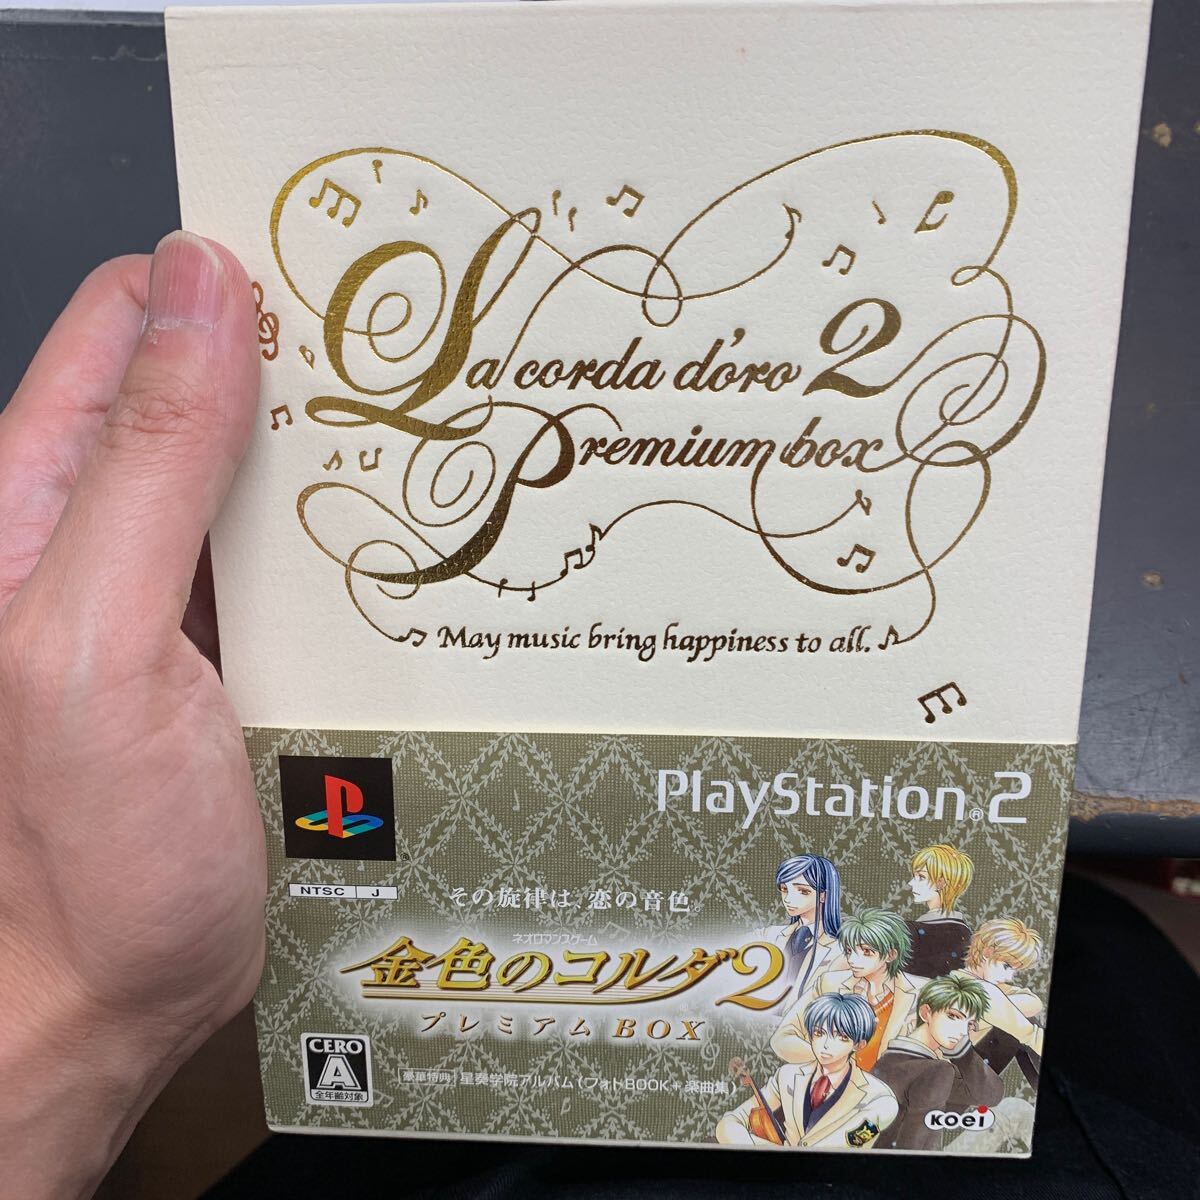 La corda d'oro 2
Premium box
May music bring happiness to all.
PlayStation®2
NTSC J
その旋律は、恋の音色。
ネオロマンスゲーム
金色のコルダ2
プレミアムBOX
CERO
A
全年齢対象
豪華特典 星奏学院アルバム(フォトBOOK+楽曲集)
KOEI